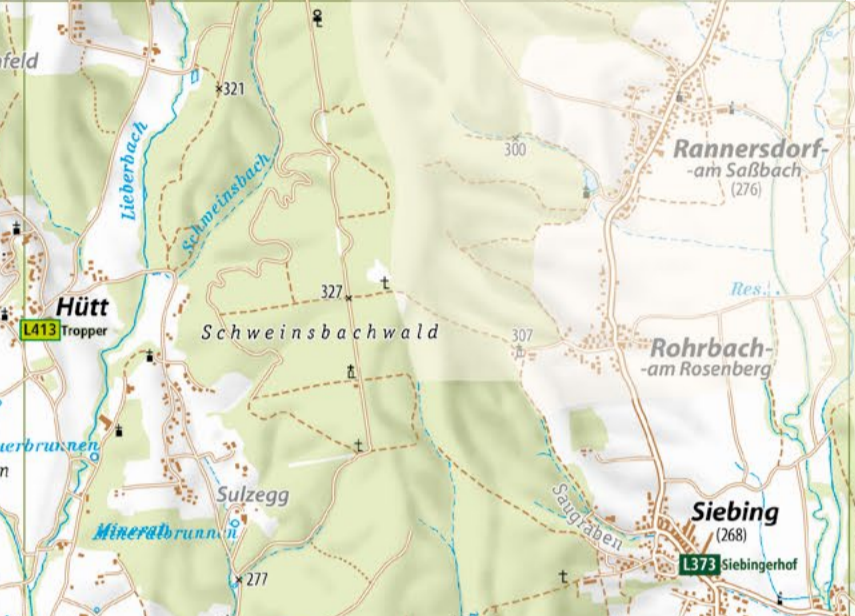 nfeld
321
Lieberbach
Schweinsbach
300
Rannersdorf-
-am Saßbach
(276)
Res.
327
Hütt
L413 Tropper
Schweinsbachwald
307
Rohrbach-
-am Rosenberg
uerbrunnen
n
Sulzegg
Mineralbrunnen
Saugraben
Siebing
(268)
L373 Siebingerhof
277